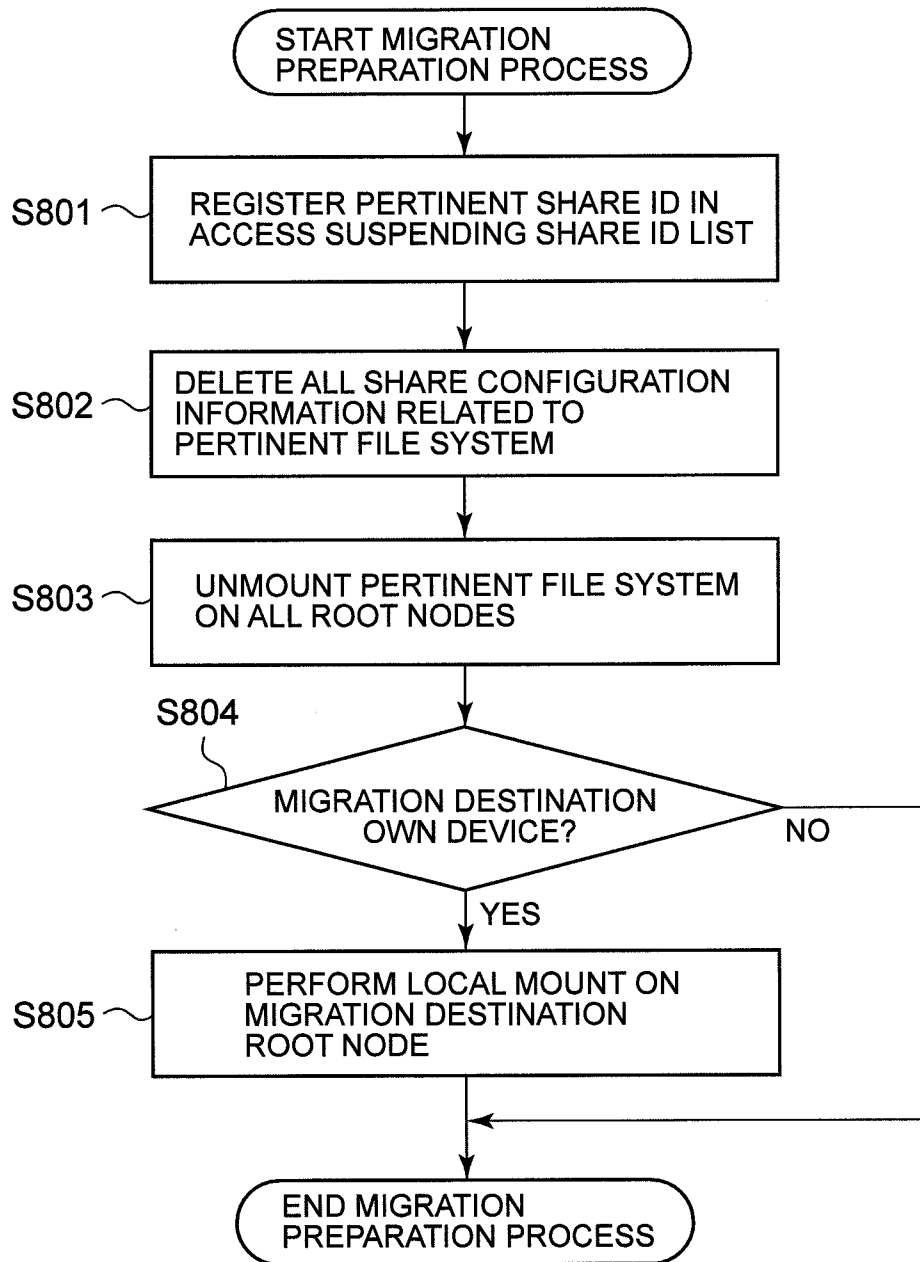 START MIGRATION
PREPARATION PROCESS
S801
REGISTER PERTINENT SHARE ID IN
ACCESS SUSPENDING SHARE ID LIST
S802
DELETE ALL SHARE CONFIGURATION
INFORMATION RELATED TO
PERTINENT FILE SYSTEM
S803
UNMOUNT PERTINENT FILE SYSTEM
ON ALL ROOT NODES
S804
MIGRATION DESTINATION
OWN DEVICE?
NO
YES
S805
PERFORM LOCAL MOUNT ON
MIGRATION DESTINATION
ROOT NODE
END MIGRATION
PREPARATION PROCESS